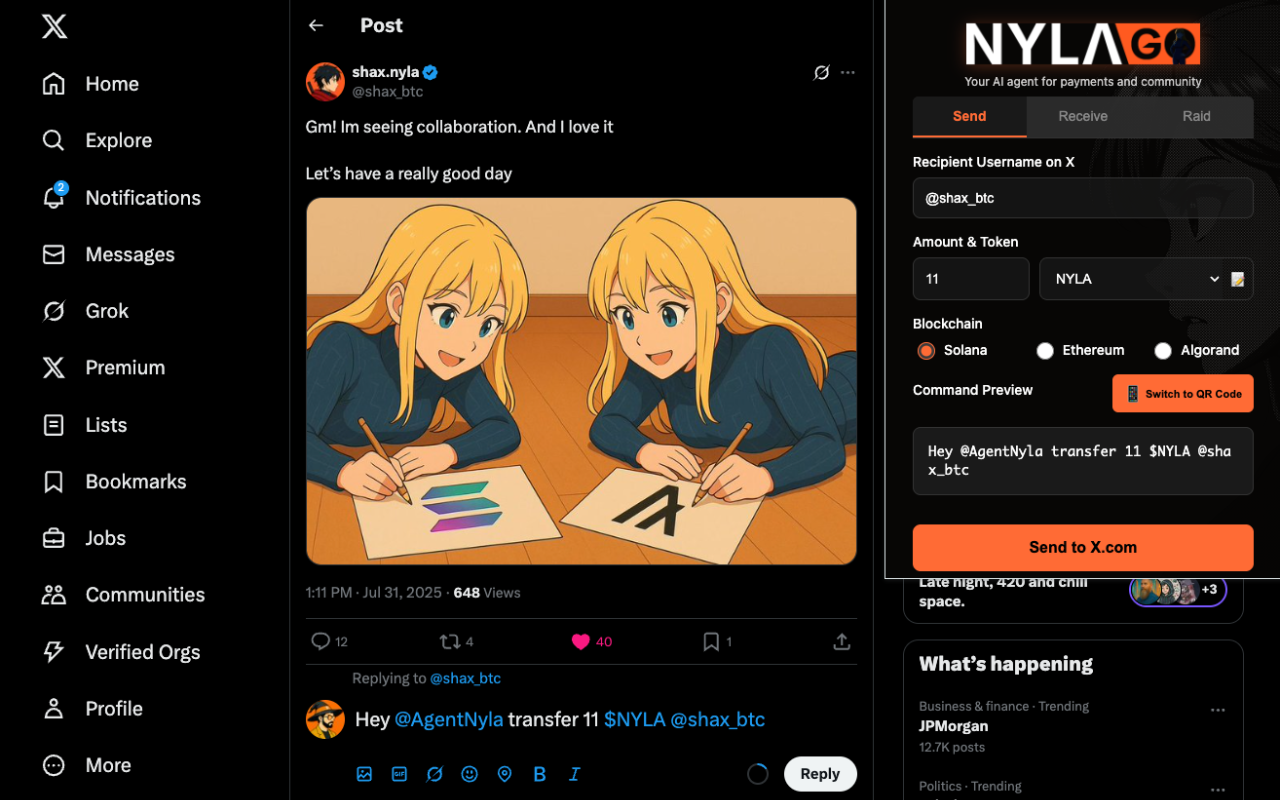 Home
Explore
2
Notifications
Messages
Grok
Premium
Lists
Bookmarks
Jobs
Communities
Verified Orgs
Profile
More
Post
shax.nyla
@shax_btc
Gm! Im seeing collaboration. And I love it
Let's have a really good day
1:11 PM · Jul 31, 2025 · 648 Views
12
4
40
1
Replying to @shax_btc
Hey @AgentNyla transfer 11 $NYLA @shax_btc
GIF
B
I
Reply
NYLAGO
Your AI agent for payments and community
Send
Receive
Raid
Recipient Username on X
@shax_btc
Amount & Token
11
NYLA
Blockchain
Solana
Ethereum
Algorand
Command Preview
Switch to QR Code
Hey @AgentNyla transfer 11 $NYLA @sha
x_btc
Send to X.com
Late night, 420 and chill
space.
+3
What's happening
Business & finance · Trending
JPMorgan
12.7K posts
Politics · Trending